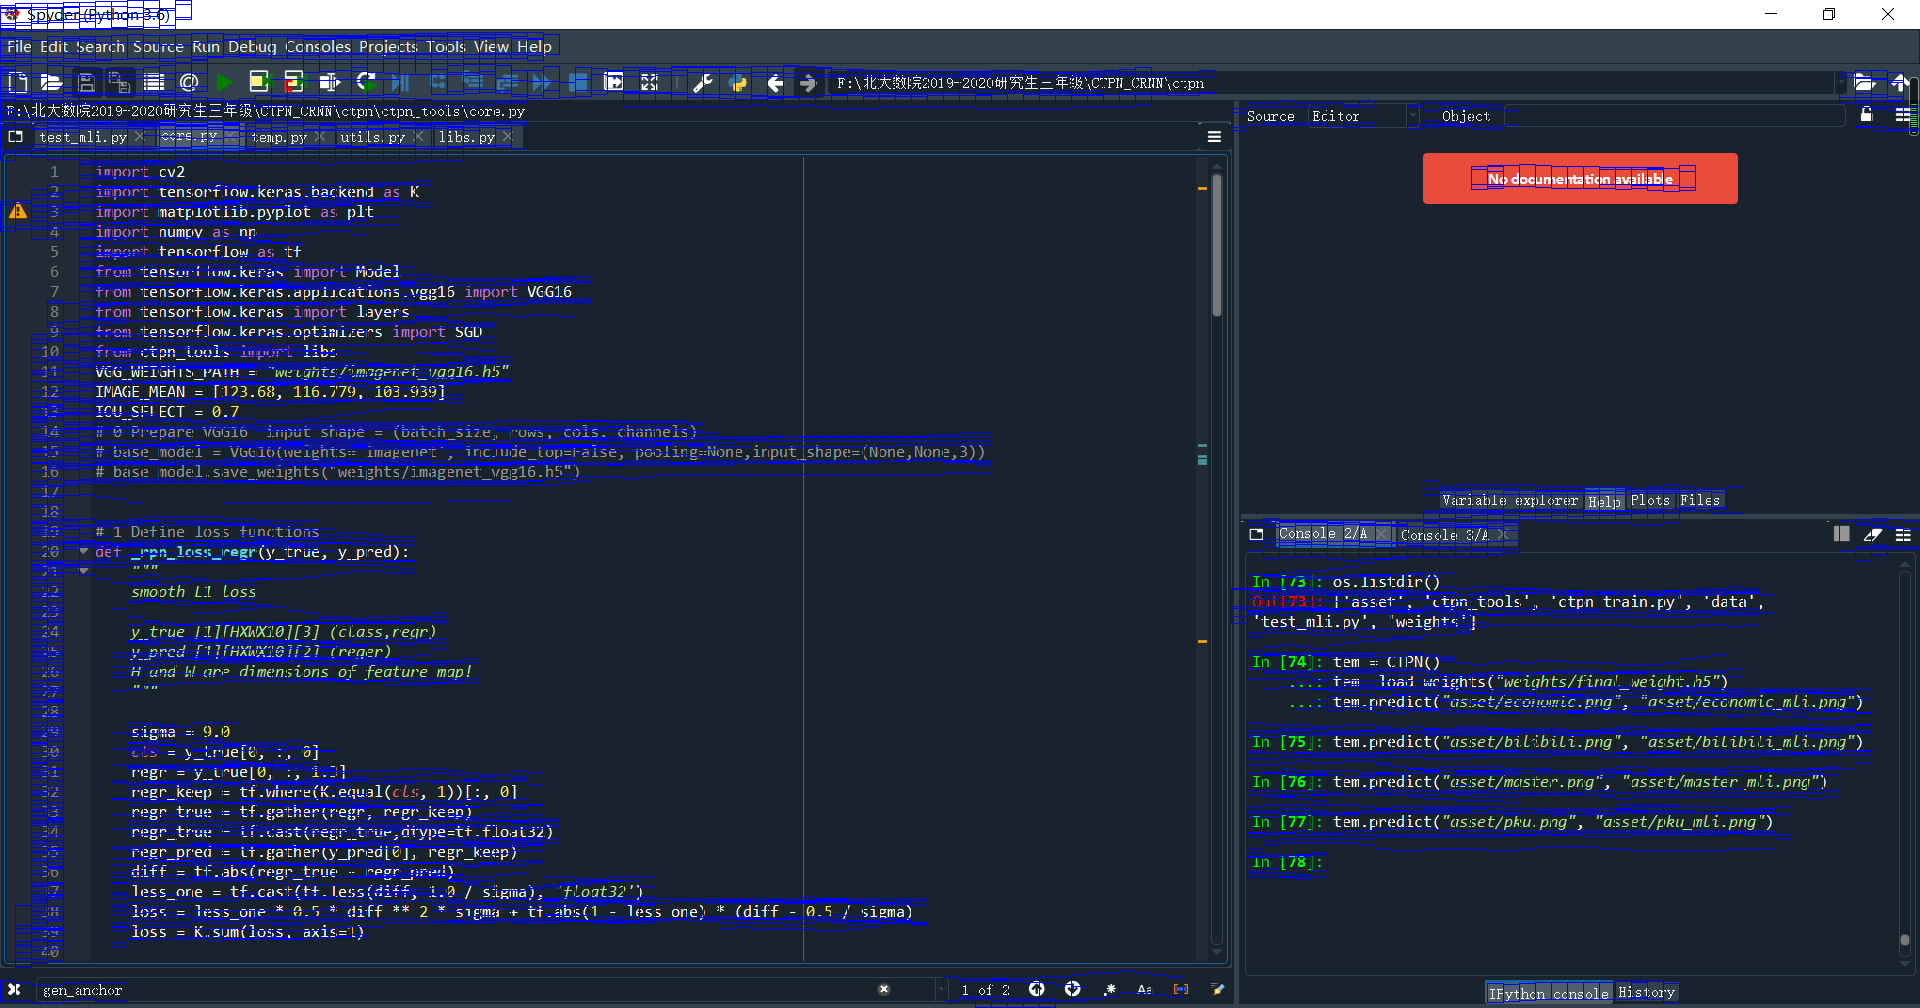 Spyder (Python 3.6)
File Edit Search Source Run Debug Consoles Projects Tools View Help
F:\北大数院2019-2020研究生三年级\CTPN_CRNN\ctpn
F:\北大数院2019-2020研究生三年级\CTPN_CRNN\ctpn\ctpn_tools\core.py
test_mli.py core.py temp.py utils.py libs.py
1 import cv2
2 import tensorflow.keras.backend as K
3 import matplotlib.pyplot as plt
4 import numpy as np
5 import tensorflow as tf
6 from tensorflow.keras import Model
7 from tensorflow.keras.applications.vgg16 import VGG16
8 from tensorflow.keras import layers
9 from tensorflow.keras.optimizers import SGD
10 from ctpn_tools import libs
11 VGG_WEIGHTS_PATH = "weights/imagenet_vgg16.h5"
12 IMAGE_MEAN = [123.68, 116.779, 103.939]
13 IOU_SELECT = 0.7
14 # 0 Prepare VGG16 input shape = (batch_size, rows, cols, channels)
15 # base_model = VGG16(weights='imagenet', include_top=False, pooling=None,input_shape=(None,None,3))
16 # base_model.save_weights("weights/imagenet_vgg16.h5")
17
18
19 # 1 Define loss functions
20 def _rpn_loss_regr(y_true, y_pred):
21 """
22 smooth L1 loss
23
24 y_true [1][HXWX10][3] (class,regr)
25 y_pred [1][HXWX10][2] (reger)
26 H and W are dimensions of feature map!
27 """
28
29 sigma = 9.0
30 cls = y_true[0, :, 0]
31 regr = y_true[0, :, 1:3]
32 regr_keep = tf.where(K.equal(cls, 1))[:, 0]
33 regr_true = tf.gather(regr, regr_keep)
34 regr_true = tf.cast(regr_true,dtype=tf.float32)
35 regr_pred = tf.gather(y_pred[0], regr_keep)
36 diff = tf.abs(regr_true - regr_pred)
37 less_one = tf.cast(tf.less(diff, 1.0 / sigma), 'float32')
38 loss = less_one * 0.5 * diff ** 2 * sigma + tf.abs(1 - less_one) * (diff - 0.5 / sigma)
39 loss = K.sum(loss, axis=1)
40
gen_anchor 1 of 2 .* Aa
Source Editor Object
No documentation available
Variable explorer Help Plots Files
Console 2/A Console 3/A
In [73]: os.listdir()
Out[73]: ['asset', 'ctpn_tools', 'ctpn_train.py', 'data',
'test_mli.py', 'weights']
In [74]: tem = CTPN()
...: tem.load_weights("weights/final_weight.h5")
...: tem.predict("asset/economic.png", "asset/economic_mli.png")
In [75]: tem.predict("asset/bilibili.png", "asset/bilibili_mli.png")
In [76]: tem.predict("asset/master.png", "asset/master_mli.png")
In [77]: tem.predict("asset/pku.png", "asset/pku_mli.png")
In [78]:
IPython console History